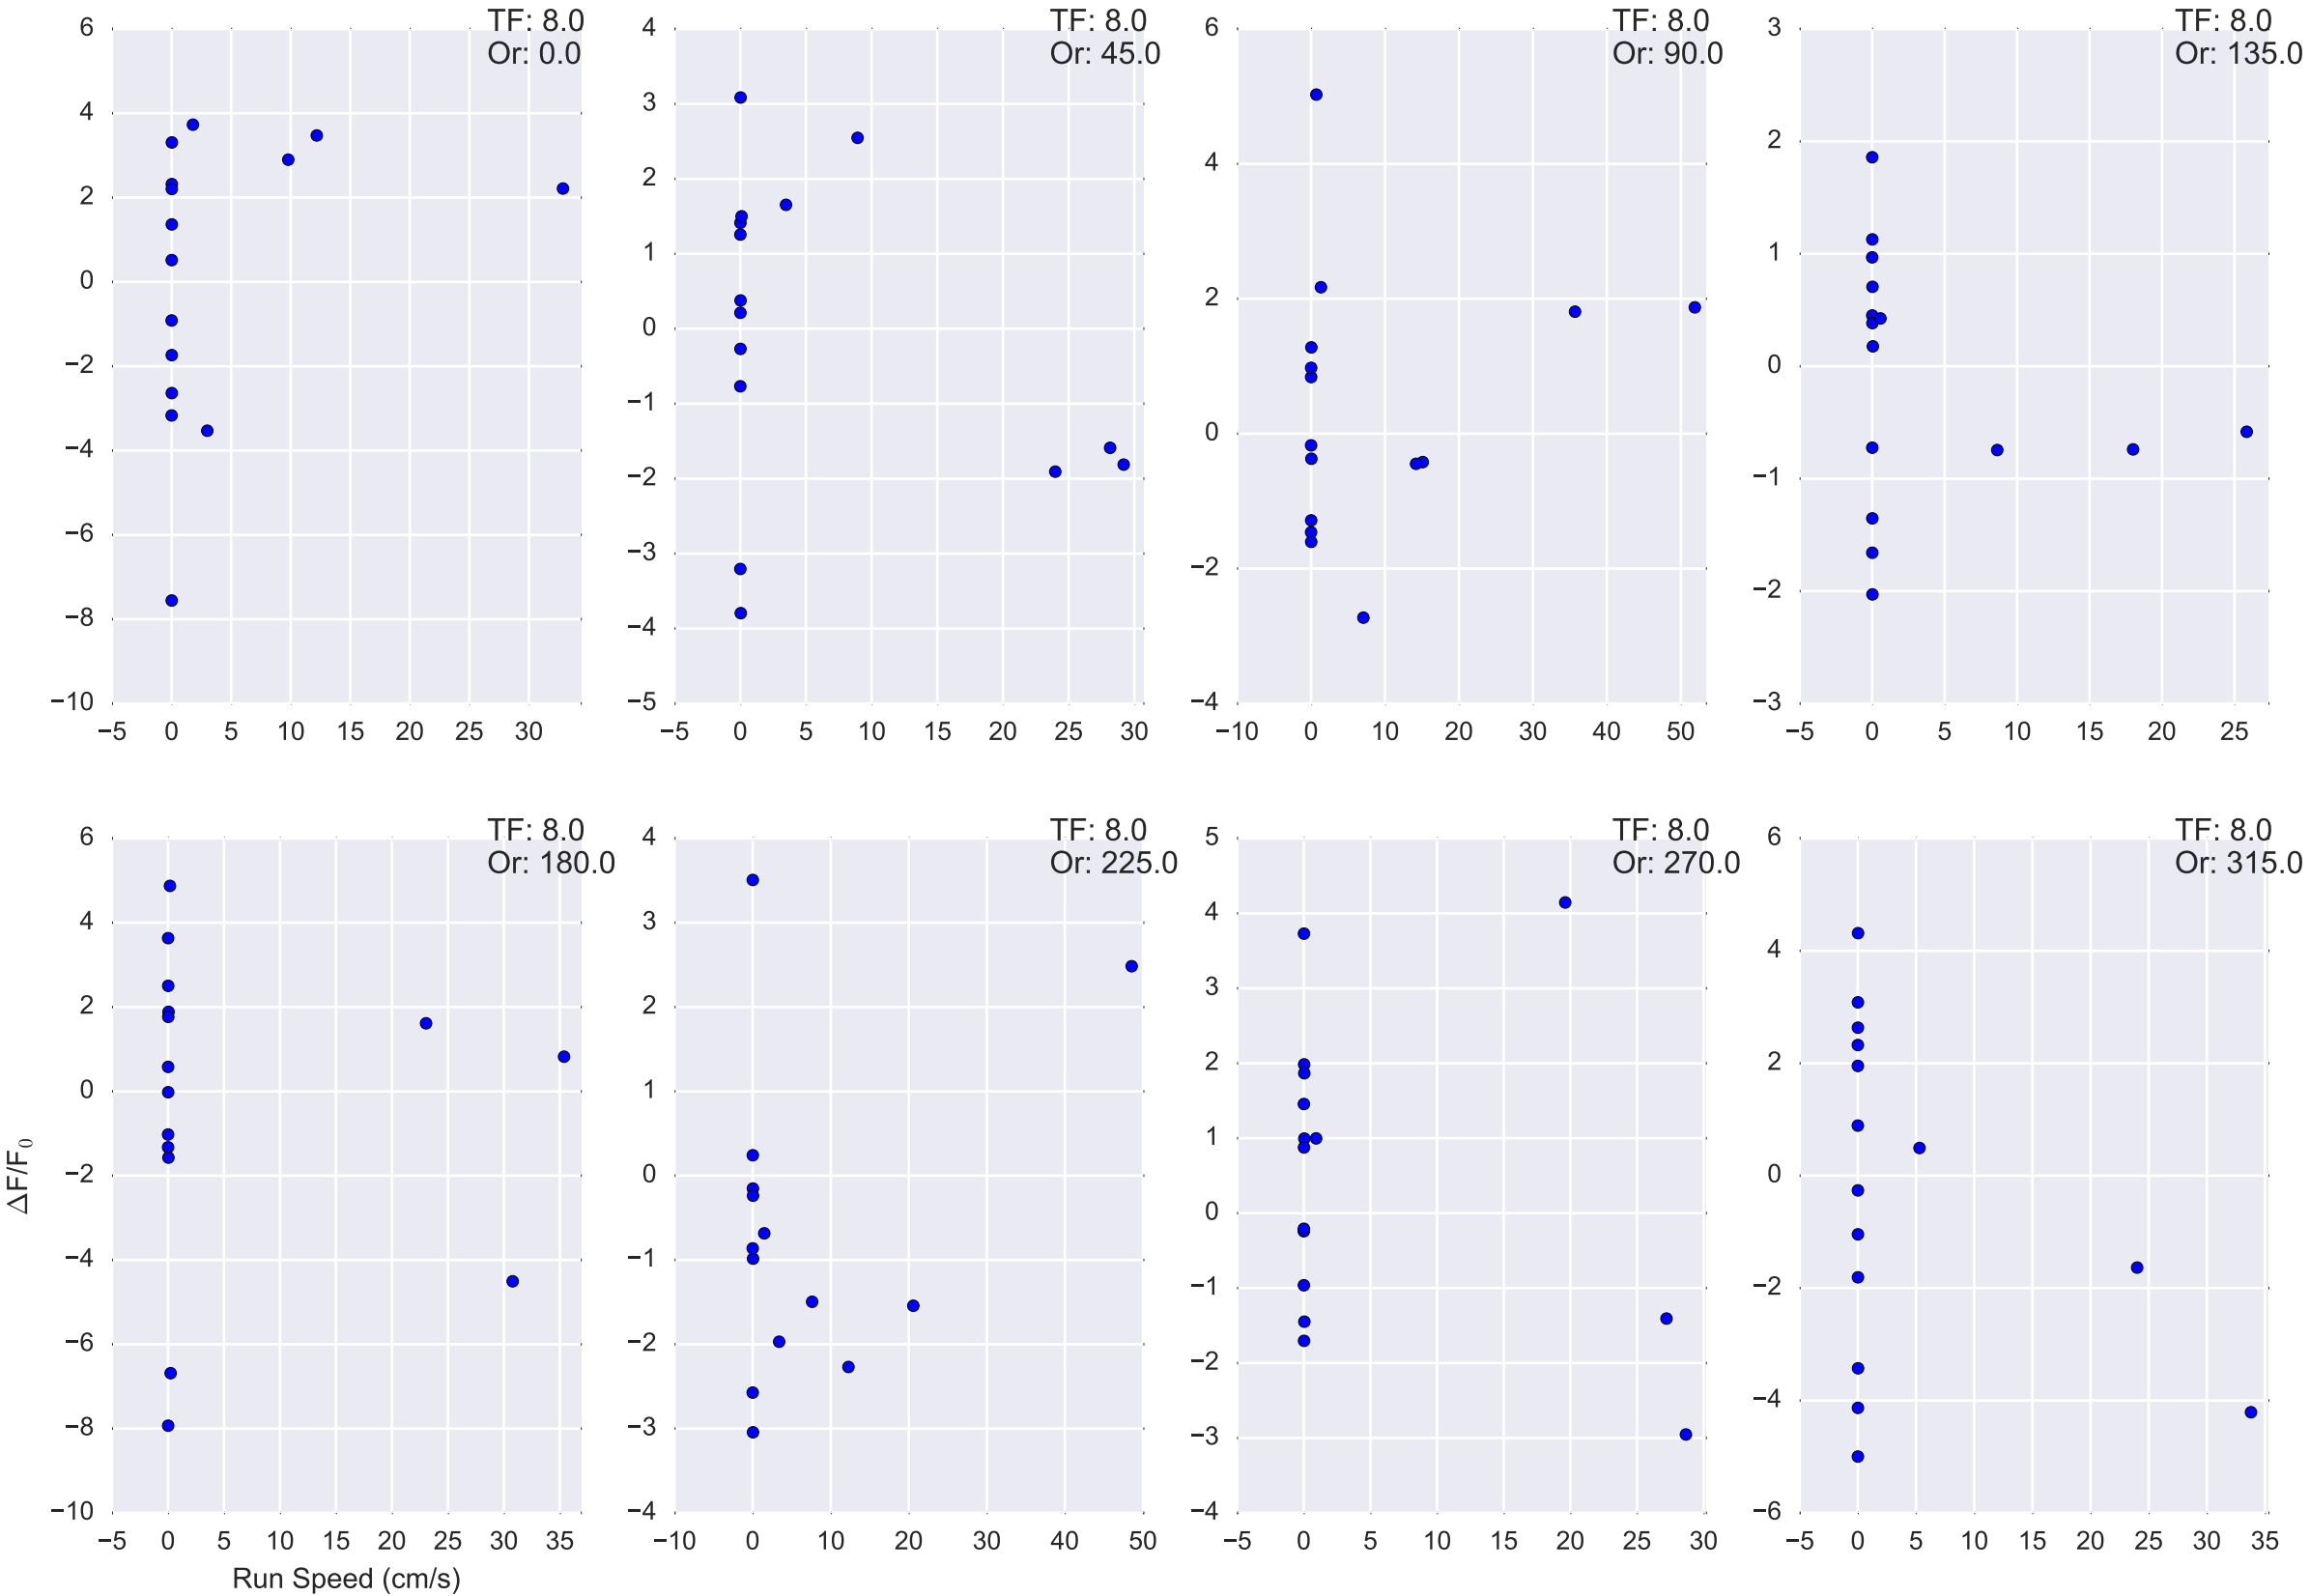 TF: 8.0
Or: 0.0
6
4
2
0
−2
−4
−6
−8
−10
−5 0 5 10 15 20 25 30
TF: 8.0
Or: 45.0
4
3
2
1
0
−1
−2
−3
−4
−5
−5 0 5 10 15 20 25 30
TF: 8.0
Or: 90.0
6
4
2
0
−2
−4
−10 0 10 20 30 40 50
TF: 8.0
Or: 135.0
3
2
1
0
−1
−2
−3
−5 0 5 10 15 20 25
TF: 8.0
Or: 180.0
6
4
2
0
−2
−4
−6
−8
−10
−5 0 5 10 15 20 25 30 35
Run Speed (cm/s)
ΔF/F₀
TF: 8.0
Or: 225.0
4
3
2
1
0
−1
−2
−3
−4
−10 0 10 20 30 40 50
TF: 8.0
Or: 270.0
5
4
3
2
1
0
−1
−2
−3
−4
−5 0 5 10 15 20 25 30
TF: 8.0
Or: 315.0
6
4
2
0
−2
−4
−6
−5 0 5 10 15 20 25 30 35